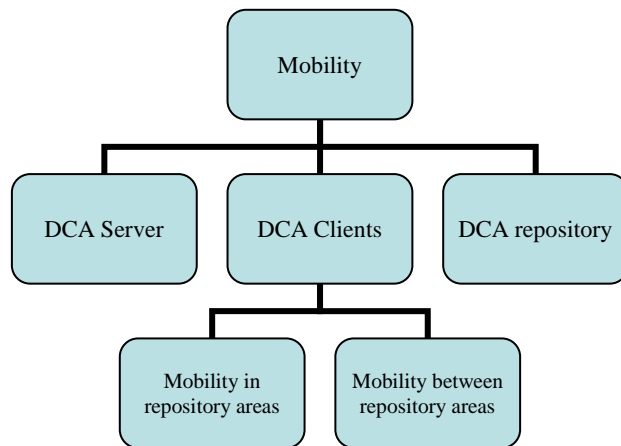 Mobility
DCA Server
DCA Clients
DCA repository
Mobility in
repository areas
Mobility between
repository areas